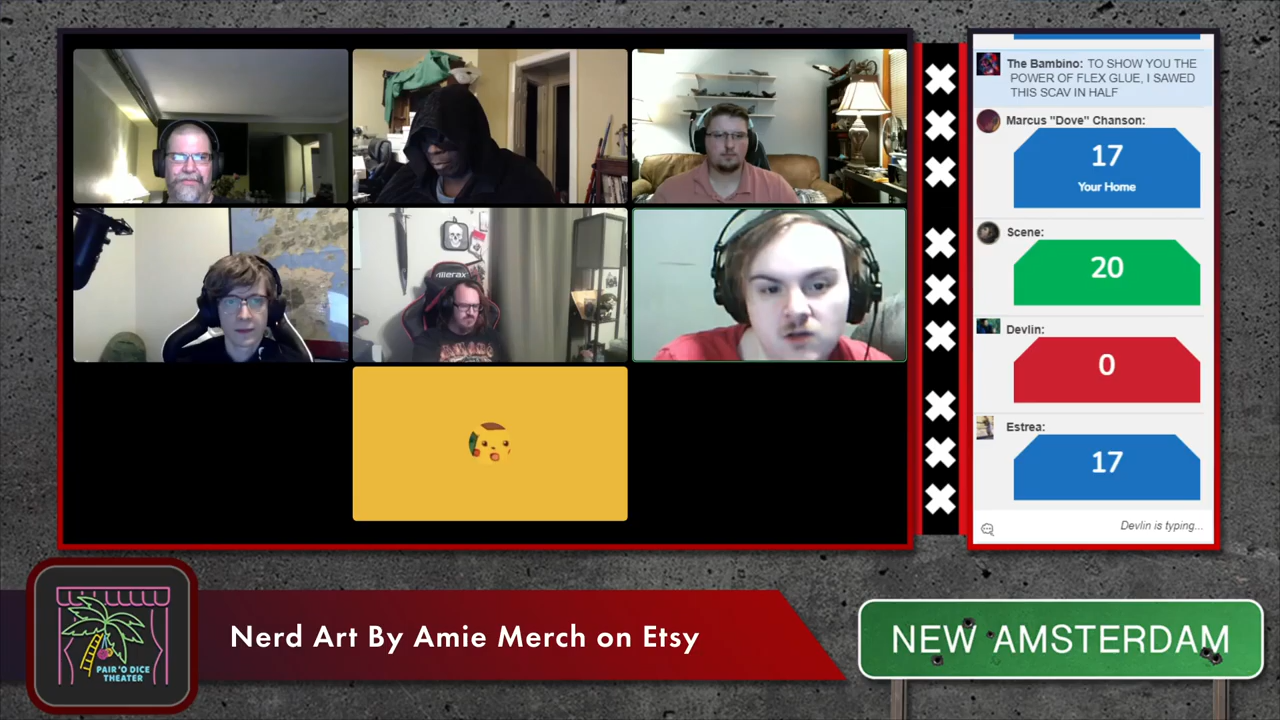 The Bambino: TO SHOW YOU THE
POWER OF FLEX GLUE, I SAWED
THIS SCAV IN HALF
Marcus "Dove" Chanson:
17
Your Home
Scene:
20
Devlin:
0
Estrea:
17
Devlin is typing...
PAIR 'O DICE
THEATER
Nerd Art By Amie Merch on Etsy
NEW AMSTERDAM